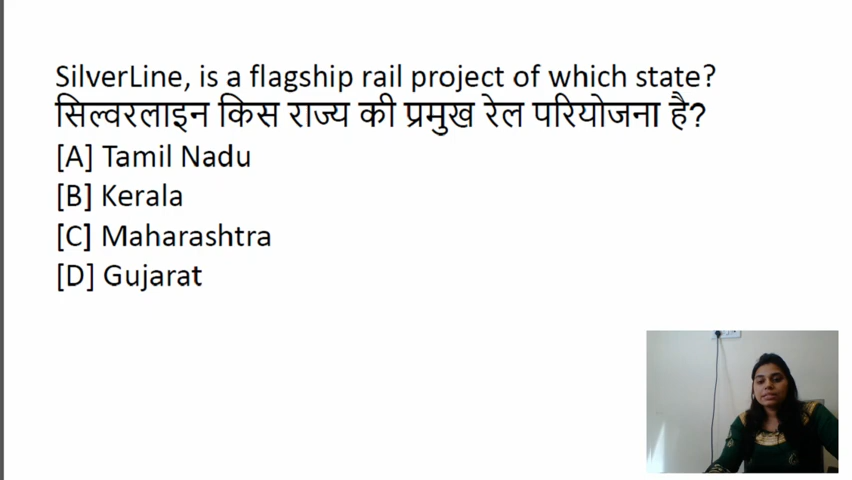 SilverLine, is a flagship rail project of which state?
सिल्वरलाइन किस राज्य की प्रमुख रेल परियोजना है?
[A] Tamil Nadu
[B] Kerala
[C] Maharashtra
[D] Gujarat